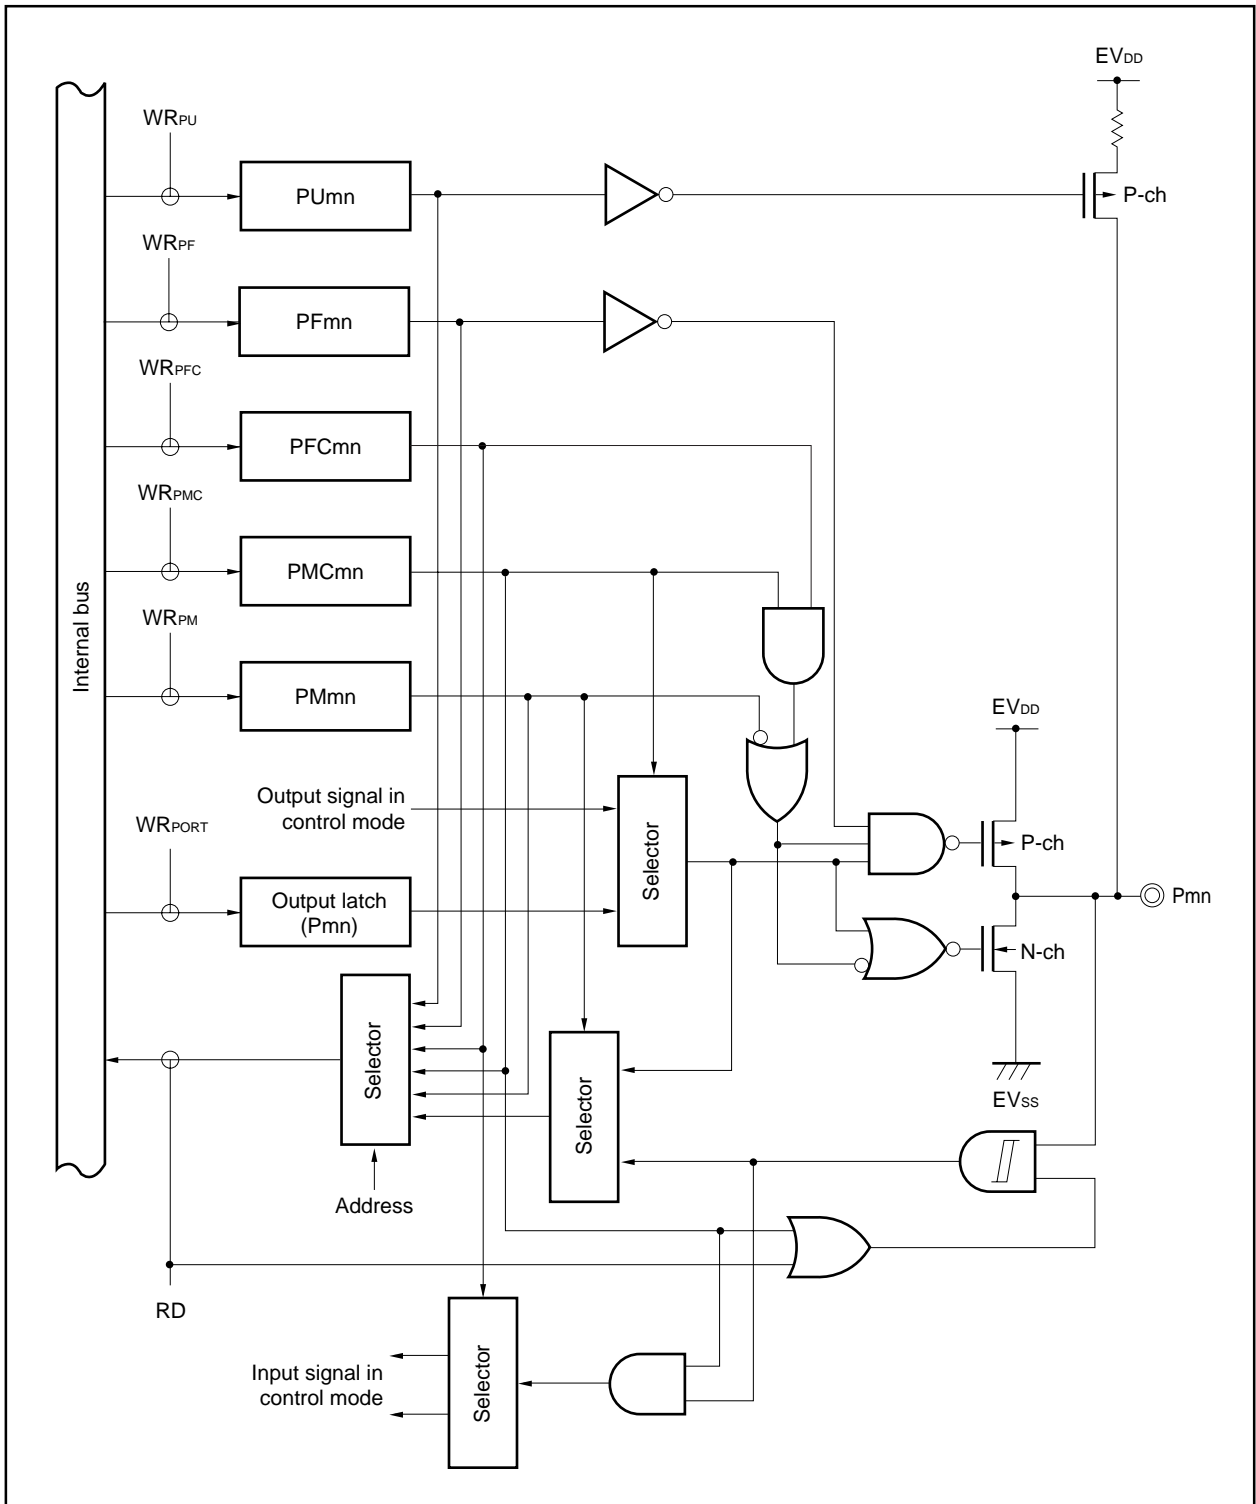 EVDD
WRPU
PUmn
P-ch
WRPF
PFmn
WRPFC
PFCmn
WRPMC
PMCmn
Internal bus
WRPM
PMmn
EVDD
Output signal in
control mode
Selector
WRPORT
P-ch
Output latch
(Pmn)
Pmn
N-ch
Selector
Selector
EVSS
Address
RD
Input signal in
control mode
Selector